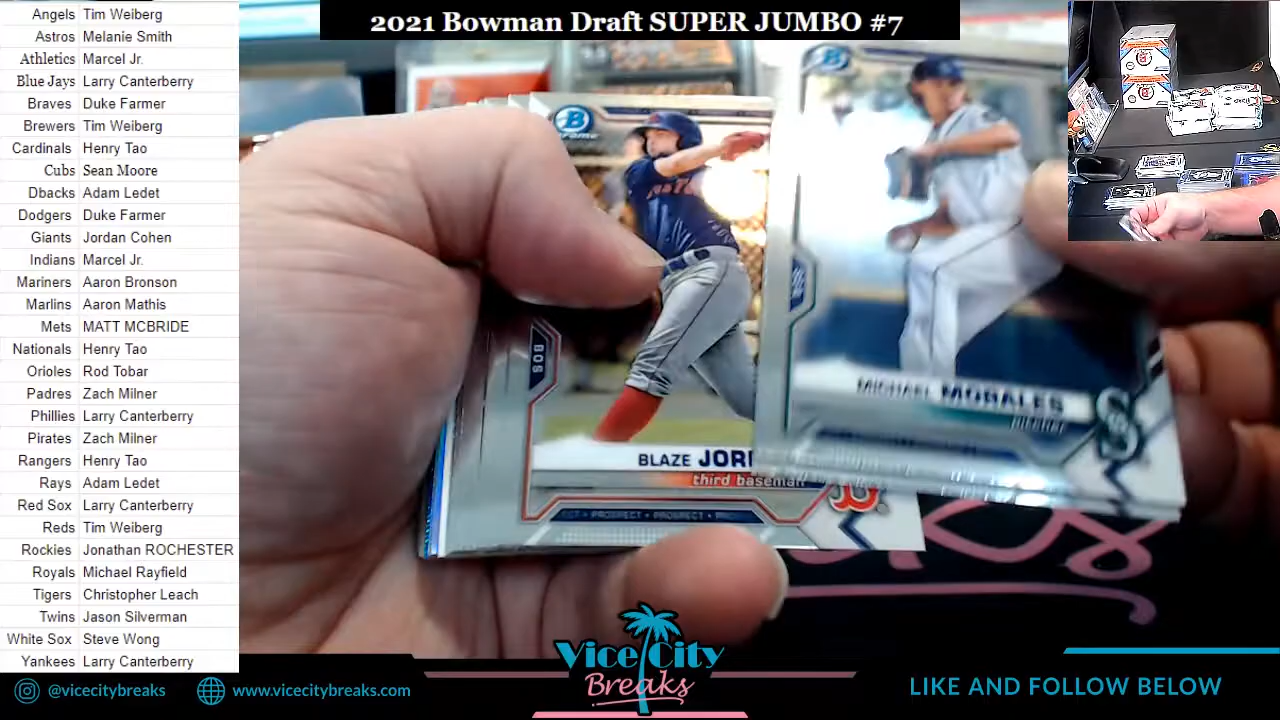 2021 Bowman Draft SUPER JUMBO #7
Angels Tim Weiberg
Astros Melanie Smith
Athletics Marcel Jr.
Blue Jays Larry Canterberry
Braves Duke Farmer
Brewers Tim Weiberg
Cardinals Henry Tao
Cubs Sean Moore
Dbacks Adam Ledet
Dodgers Duke Farmer
Giants Jordan Cohen
Indians Marcel Jr.
Mariners Aaron Bronson
Marlins Aaron Mathis
Mets MATT MCBRIDE
Nationals Henry Tao
Orioles Rod Tobar
Padres Zach Milner
Phillies Larry Canterberry
Pirates Zach Milner
Rangers Henry Tao
Rays Adam Ledet
Red Sox Larry Canterberry
Reds Tim Weiberg
Rockies Jonathan ROCHESTER
Royals Michael Rayfield
Tigers Christopher Leach
Twins Jason Silverman
White Sox Steve Wong
Yankees Larry Canterberry
B
BOS
BLAZE JOR
third baseman
PROSPECT • PROSPECT
B
MICHAEL MORALES
pitcher
S
@vicecitybreaks
www.vicecitybreaks.com
Vice City
Breaks
LIKE AND FOLLOW BELOW